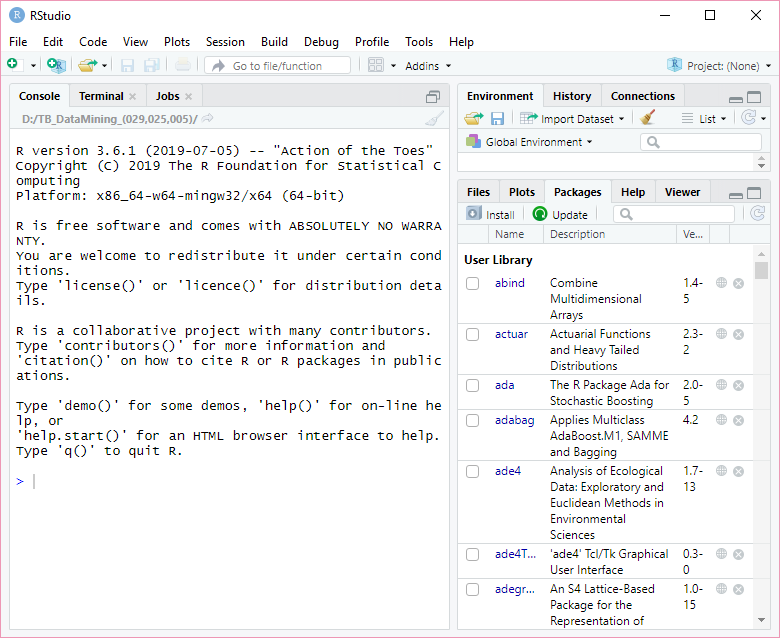 RStudio
File Edit Code View Plots Session Build Debug Profile Tools Help
Go to file/function Addins Project: (None)
Console Terminal Jobs
D:/TB_DataMining_(029,025,005)/
R version 3.6.1 (2019-07-05) -- "Action of the Toes"
Copyright (C) 2019 The R Foundation for Statistical C
omputing
Platform: x86_64-w64-mingw32/x64 (64-bit)
R is free software and comes with ABSOLUTELY NO WARRA
NTY.
You are welcome to redistribute it under certain cond
itions.
Type 'license()' or 'licence()' for distribution deta
ils.
R is a collaborative project with many contributors.
Type 'contributors()' for more information and
'citation()' on how to cite R or R packages in public
ations.
Type 'demo()' for some demos, 'help()' for on-line he
lp, or
'help.start()' for an HTML browser interface to help.
Type 'q()' to quit R.
>
Environment History Connections
Import Dataset List
Global Environment
Files Plots Packages Help Viewer
Install Update
Name Description Ve...
User Library
abind Combine 1.4-
Multidimensional 5
Arrays
actuar Actuarial Functions 2.3-
and Heavy Tailed 2
Distributions
ada The R Package Ada for 2.0-
Stochastic Boosting 5
adabag Applies Multiclass 4.2
AdaBoost.M1, SAMME
and Bagging
ade4 Analysis of Ecological 1.7-
Data: Exploratory and 13
Euclidean Methods in
Environmental
Sciences
ade4T... 'ade4' Tcl/Tk Graphical 0.3-
User Interface 0
adegr... An S4 Lattice-Based 1.0-
Package for the 15
Representation of